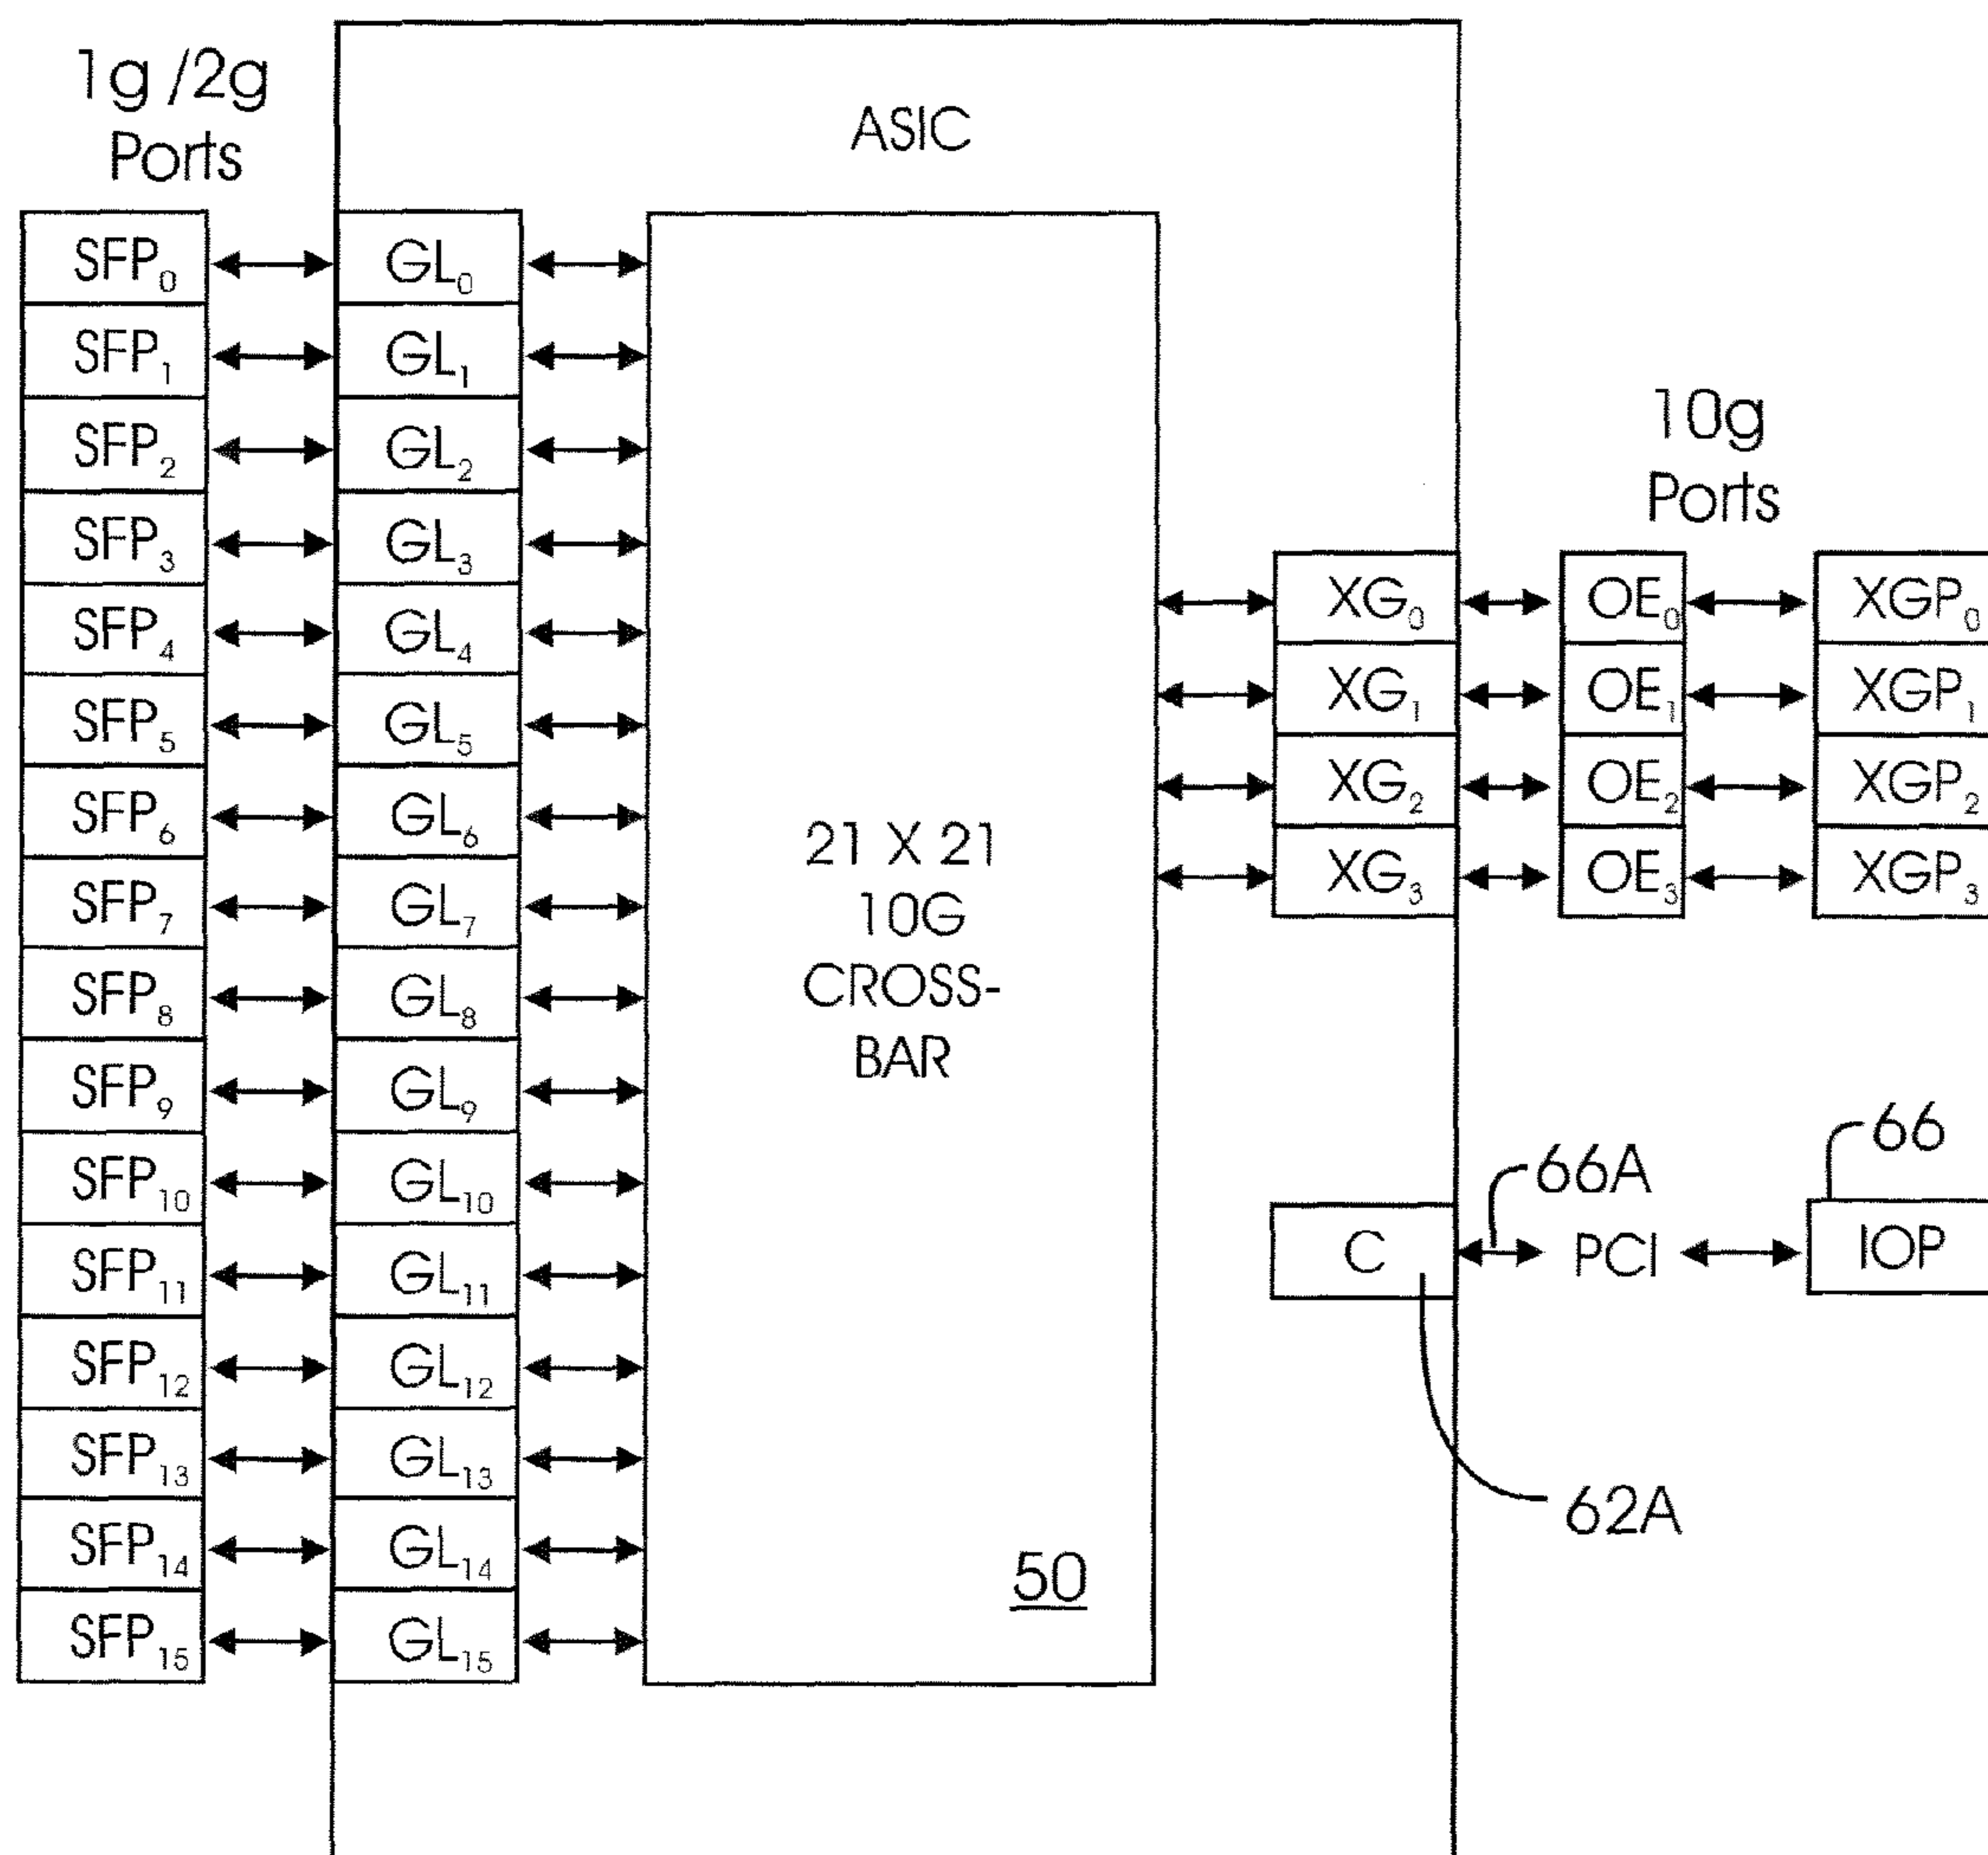 1g /2g
Ports
ASIC
10g
Ports
SFP₀ GL₀
SFP₁ GL₁
SFP₂ GL₂
SFP₃ GL₃
SFP₄ GL₄
SFP₅ GL₅
SFP₆ GL₆
SFP₇ GL₇
SFP₈ GL₈
SFP₉ GL₉
SFP₁₀ GL₁₀
SFP₁₁ GL₁₁
SFP₁₂ GL₁₂
SFP₁₃ GL₁₃
SFP₁₄ GL₁₄
SFP₁₅ GL₁₅
21 X 21
10G
CROSS-
BAR
50
XG₀ OE₀ XGP₀
XG₁ OE₁ XGP₁
XG₂ OE₂ XGP₂
XG₃ OE₃ XGP₃
66A
66
C PCI IOP
62A